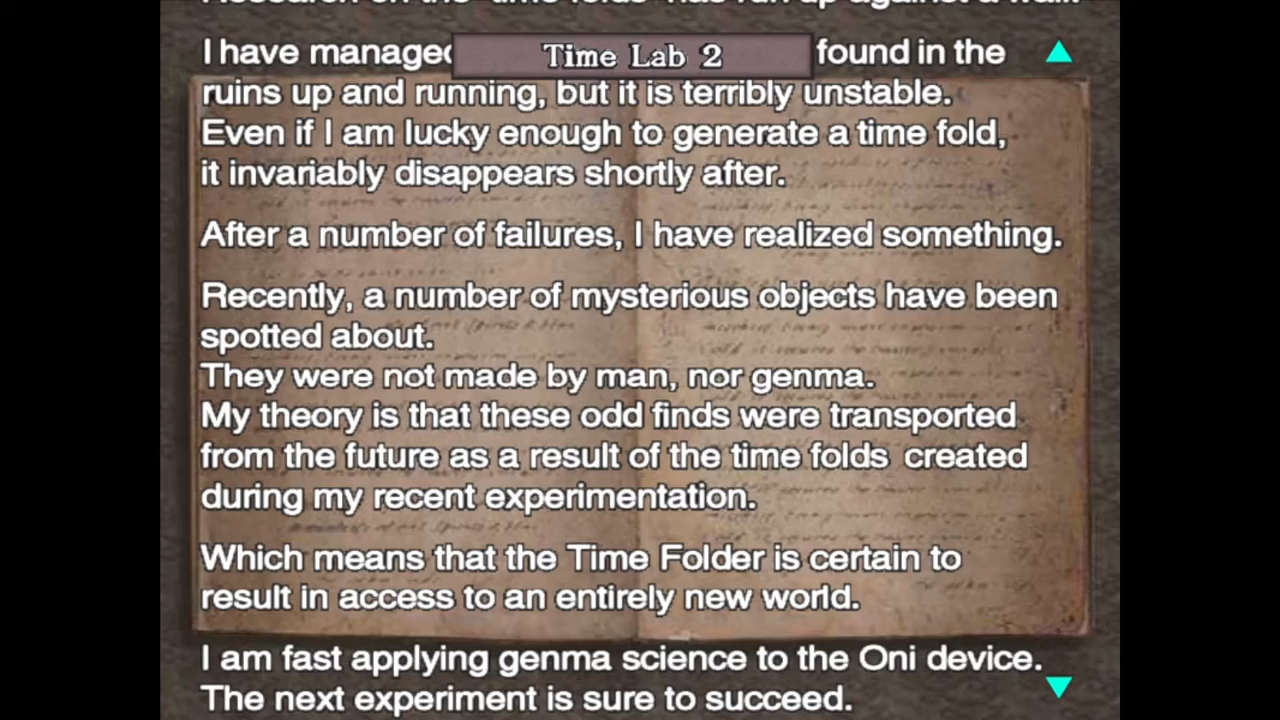 I have managed
Time Lab 2
found in the
ruins up and running, but it is terribly unstable.
Even if I am lucky enough to generate a time fold,
it invariably disappears shortly after.
After a number of failures, I have realized something.
Recently, a number of mysterious objects have been
spotted about.
They were not made by man, nor genma.
My theory is that these odd finds were transported
from the future as a result of the time folds created
during my recent experimentation.
Which means that the Time Folder is certain to
result in access to an entirely new world.
I am fast applying genma science to the Oni device.
The next experiment is sure to succeed.